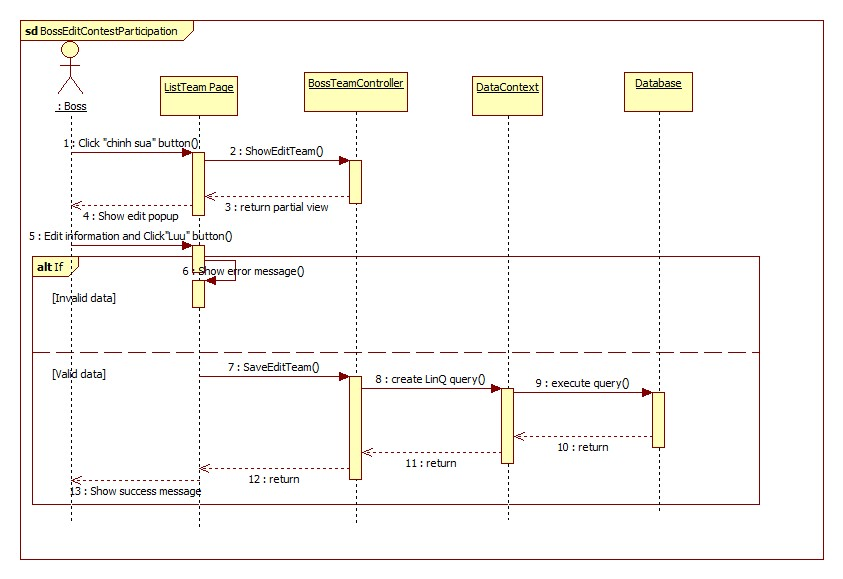 sd BossEditContestParticipation
: Boss
ListTeam Page
BossTeamController
DataContext
Database
1 : Click "chinh sua" button()
2 : ShowEditTeam()
3 : return partial view
4 : Show edit popup
5 : Edit information and Click"Luu" button()
alt If
6 : Show error message()
[Invalid data]
[Valid data]
7 : SaveEditTeam()
8 : create LinQ query()
9 : execute query()
10 : return
11 : return
12 : return
13 : Show success message